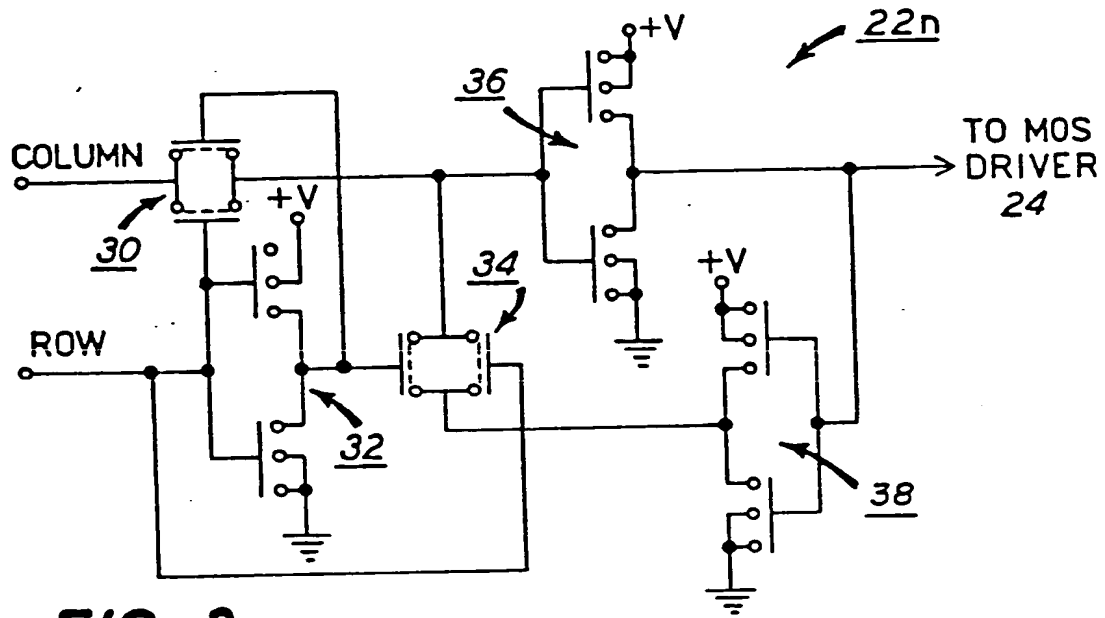 22n
+V
36
TO MOS
DRIVER
24
COLUMN
+V
30
34
+V
ROW
32
38